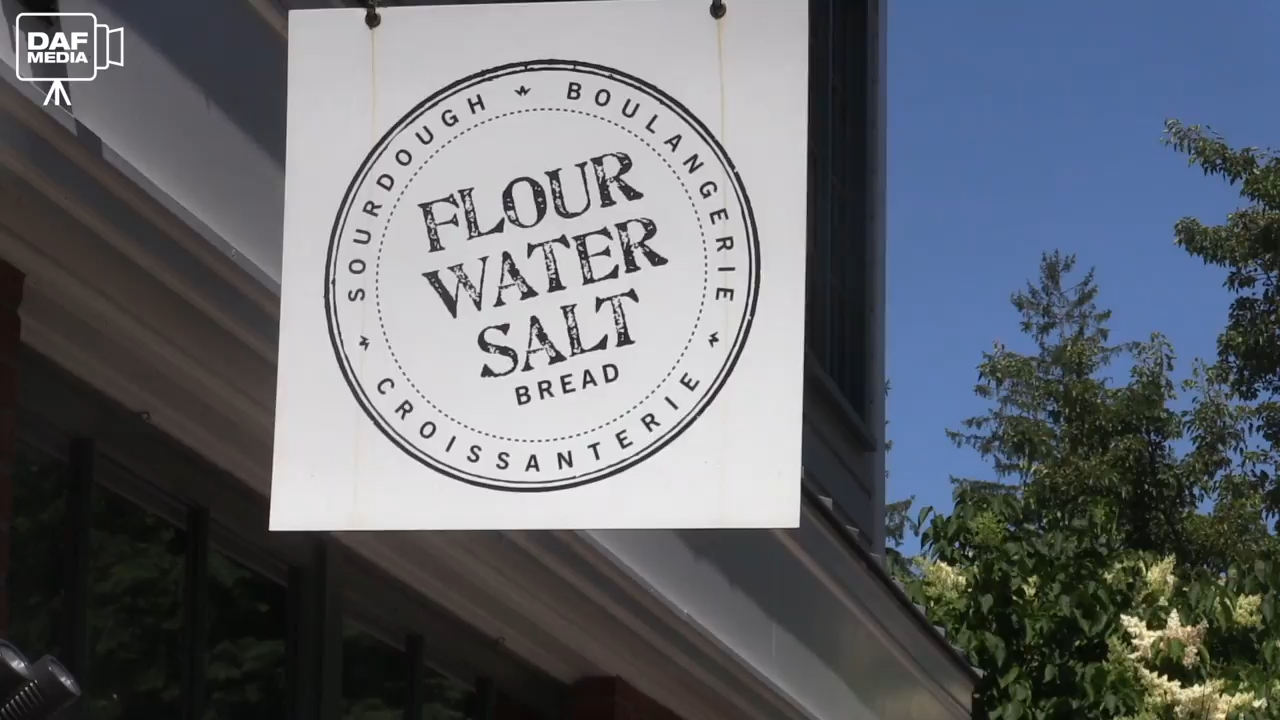 DAF
MEDIA
SOURDOUGH
BOULANGERIE
FLOUR
WATER
SALT
BREAD
CROISSANTERIE